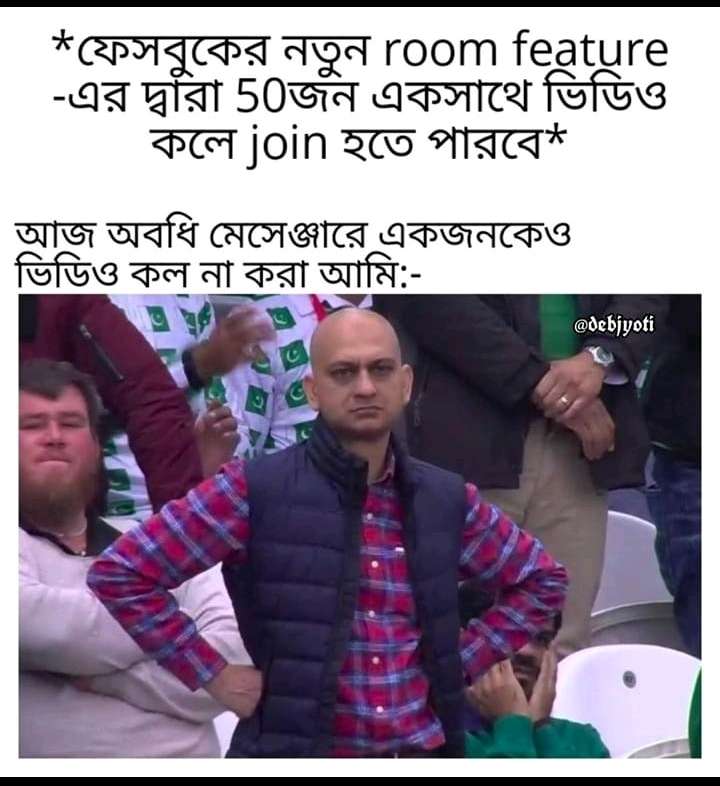 *ফেসবুকের নতুন room feature
-এর দ্বারা 50জন একসাথে ভিডিও
কলে join হতে পারবে*
আজ অবধি মেসেঞ্জারে একজনকেও
ভিডিও কল না করা আমি:-
@debjyoti